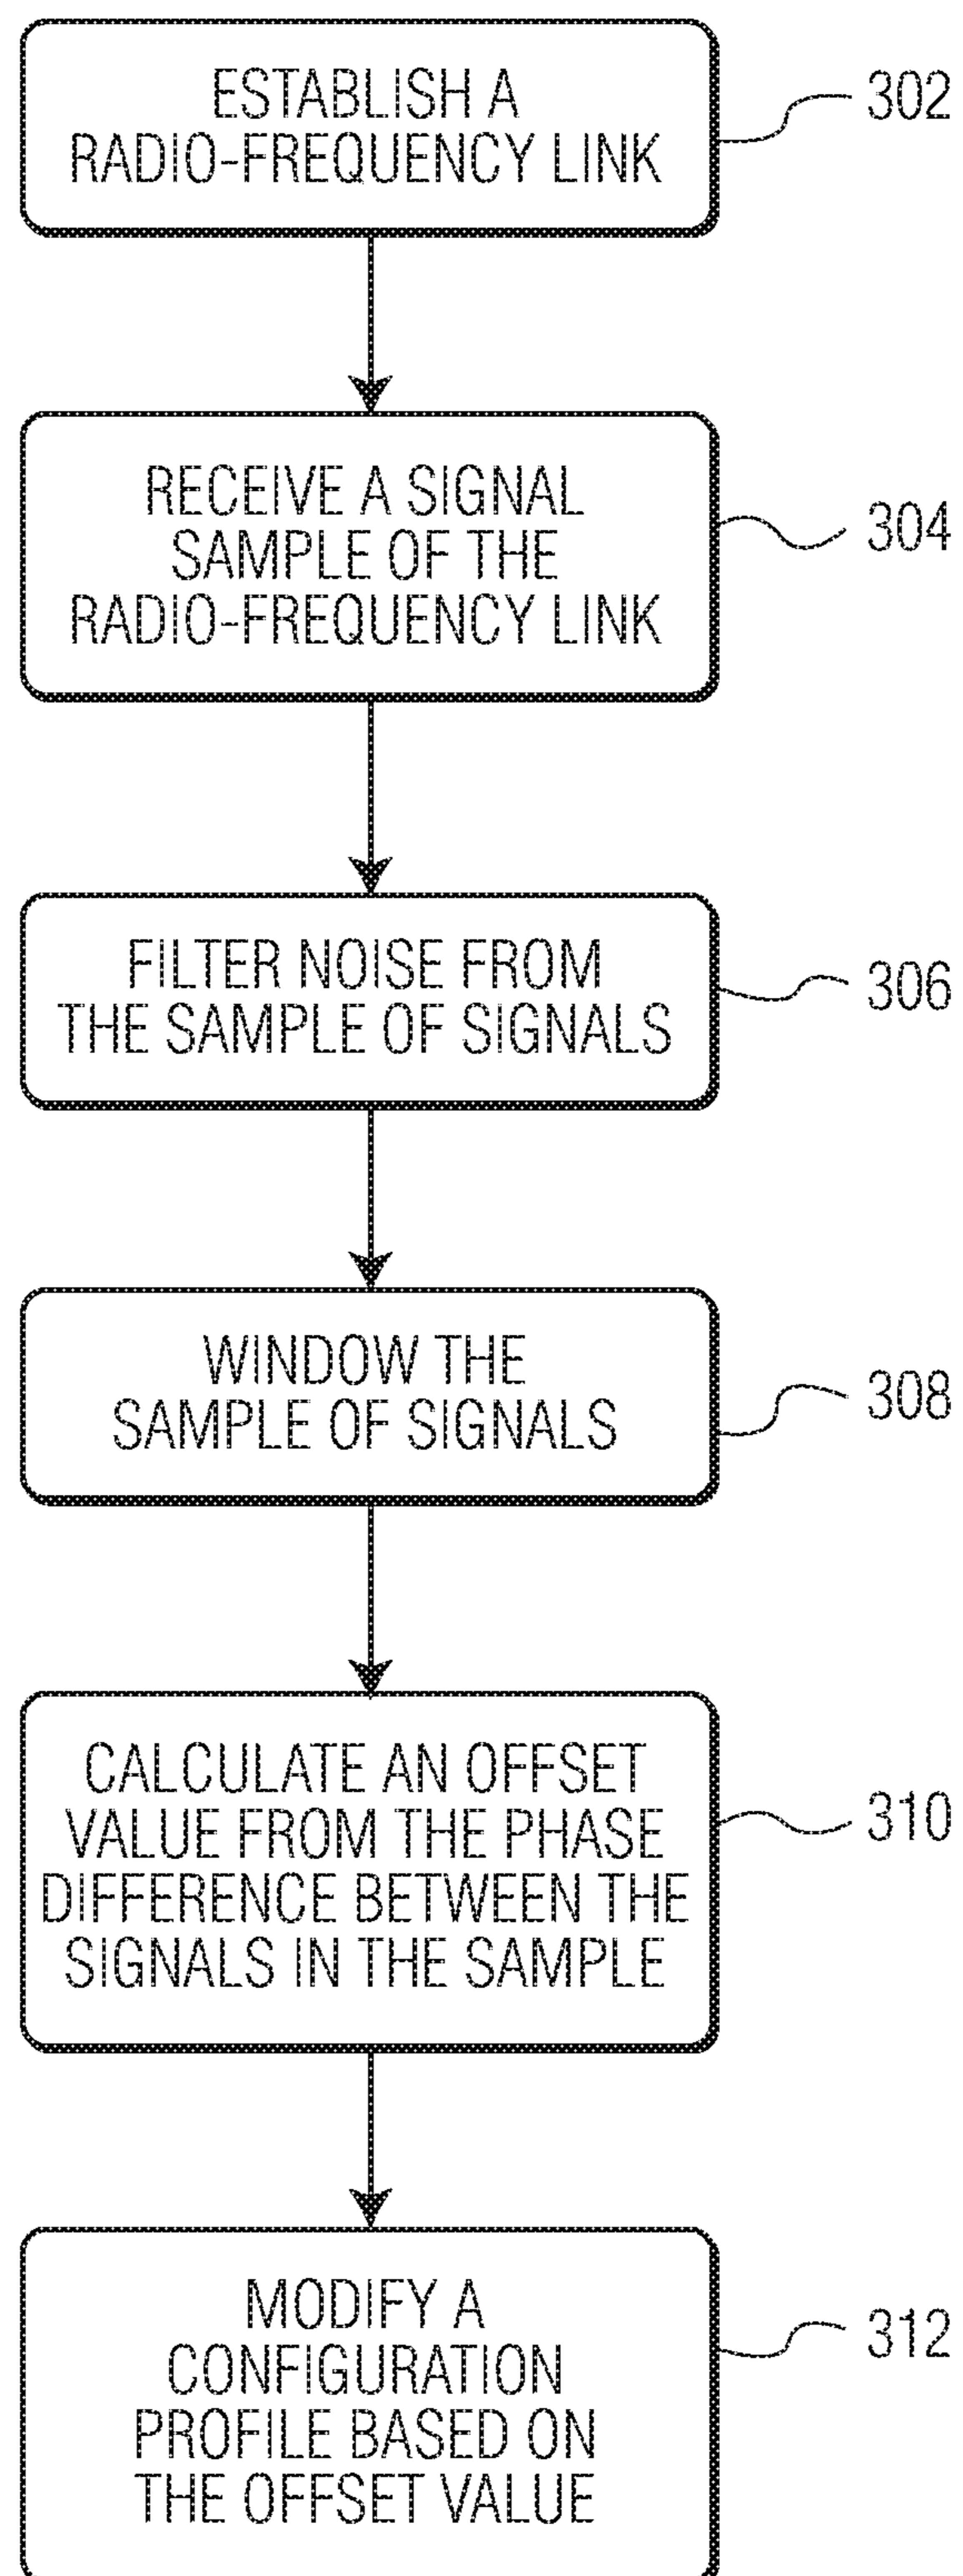 ESTABLISH A
RADIO-FREQUENCY LINK
302
RECEIVE A SIGNAL
SAMPLE OF THE
RADIO-FREQUENCY LINK
304
FILTER NOISE FROM
THE SAMPLE OF SIGNALS
306
WINDOW THE
SAMPLE OF SIGNALS
308
CALCULATE AN OFFSET
VALUE FROM THE PHASE
DIFFERENCE BETWEEN THE
SIGNALS IN THE SAMPLE
310
MODIFY A
CONFIGURATION
PROFILE BASED ON
THE OFFSET VALUE
312